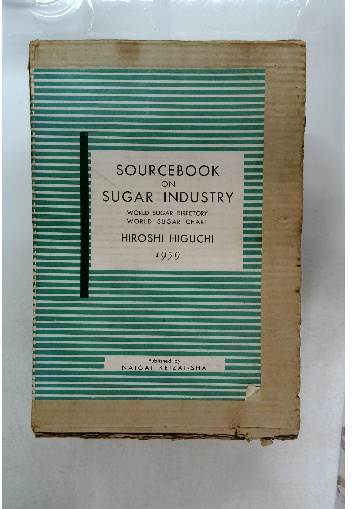 SOURCEBOOK
ON
SUGAR INDUSTRY
WORLD SUGAR DIRECTORY
WORLD SUGAR CHART
HIROSHI HIGUCHI
1959
Published by
NAIGAI KEIZAI-SHA